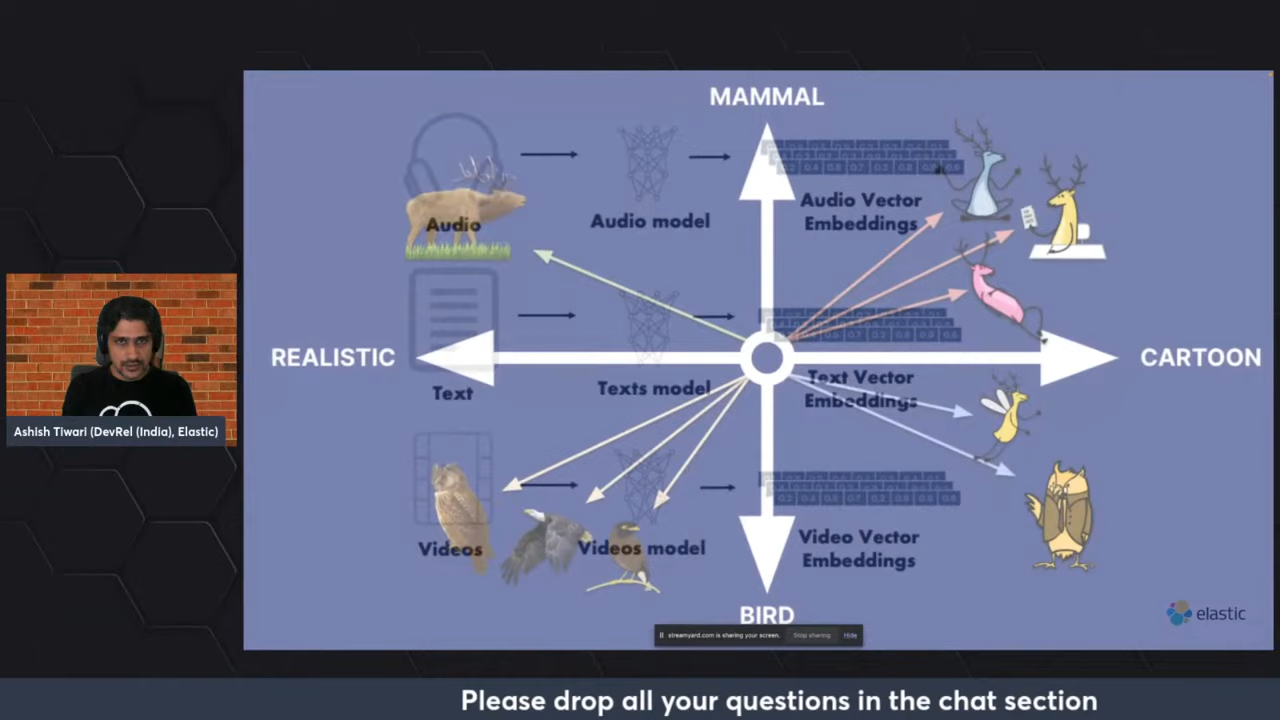 MAMMAL
Audio
Audio model
Audio Vector
Embeddings
REALISTIC
CARTOON
Text
Texts model
Text Vector
Embeddings
Ashish Tiwari (DevRel (India), Elastic)
Videos
Videos model
Video Vector
Embeddings
BIRD
elastic
streamyard.com is sharing your screen.
Stop sharing
Hide
Please drop all your questions in the chat section